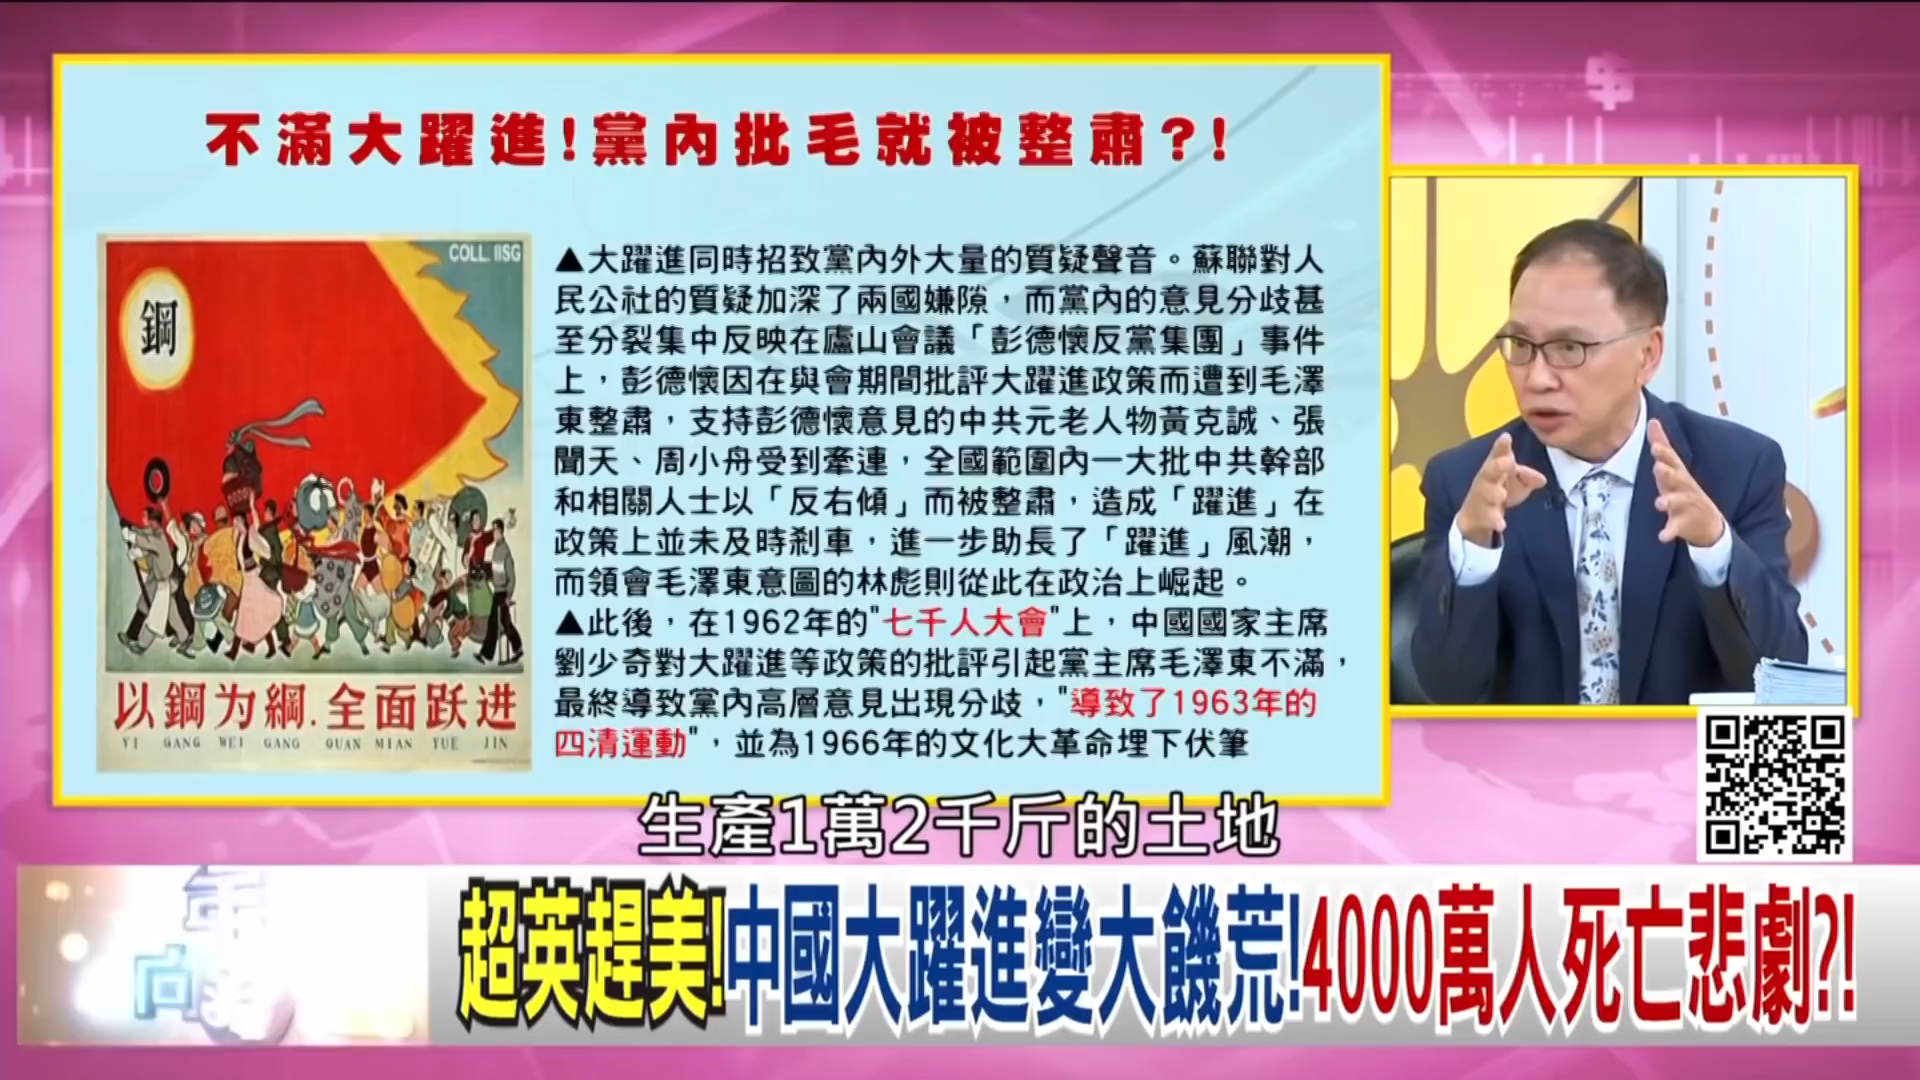 不滿大躍進!黨內批毛就被整肅?!
COLL. IISG
鋼
以鋼为綱.全面跃进
YI GANG WEI GANG QUAN MIAN YUE JIN
▲大躍進同時招致黨內外大量的質疑聲音。蘇聯對人
民公社的質疑加深了兩國嫌隙，而黨內的意見分歧甚
至分裂集中反映在廬山會議「彭德懷反黨集團」事件
上，彭德懷因在與會期間批評大躍進政策而遭到毛澤
東整肅，支持彭德懷意見的中共元老人物黃克誠、張
聞天、周小舟受到牽連，全國範圍內一大批中共幹部
和相關人士以「反右傾」而被整肅，造成「躍進」在
政策上並未及時剎車，進一步助長了「躍進」風潮，
而領會毛澤東意圖的林彪則從此在政治上崛起。
▲此後，在1962年的"七千人大會"上，中國國家主席
劉少奇對大躍進等政策的批評引起黨主席毛澤東不滿，
最終導致黨內高層意見出現分歧，"導致了1963年的
四清運動"，並為1966年的文化大革命埋下伏筆
生產1萬2千斤的土地
超英趕美!中國大躍進變大饑荒!4000萬人死亡悲劇?!